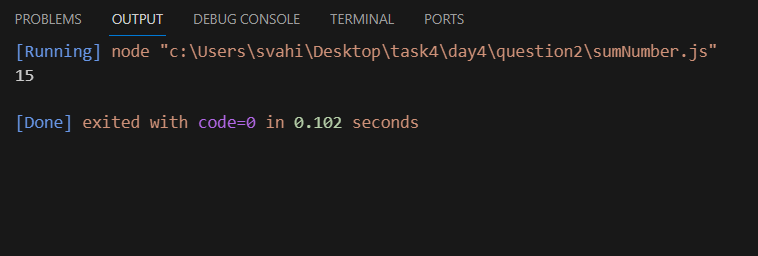 PROBLEMS OUTPUT DEBUG CONSOLE TERMINAL PORTS
[Running] node "c:\Users\svahi\Desktop\task4\day4\question2\sumNumber.js"
15
[Done] exited with code=0 in 0.102 seconds